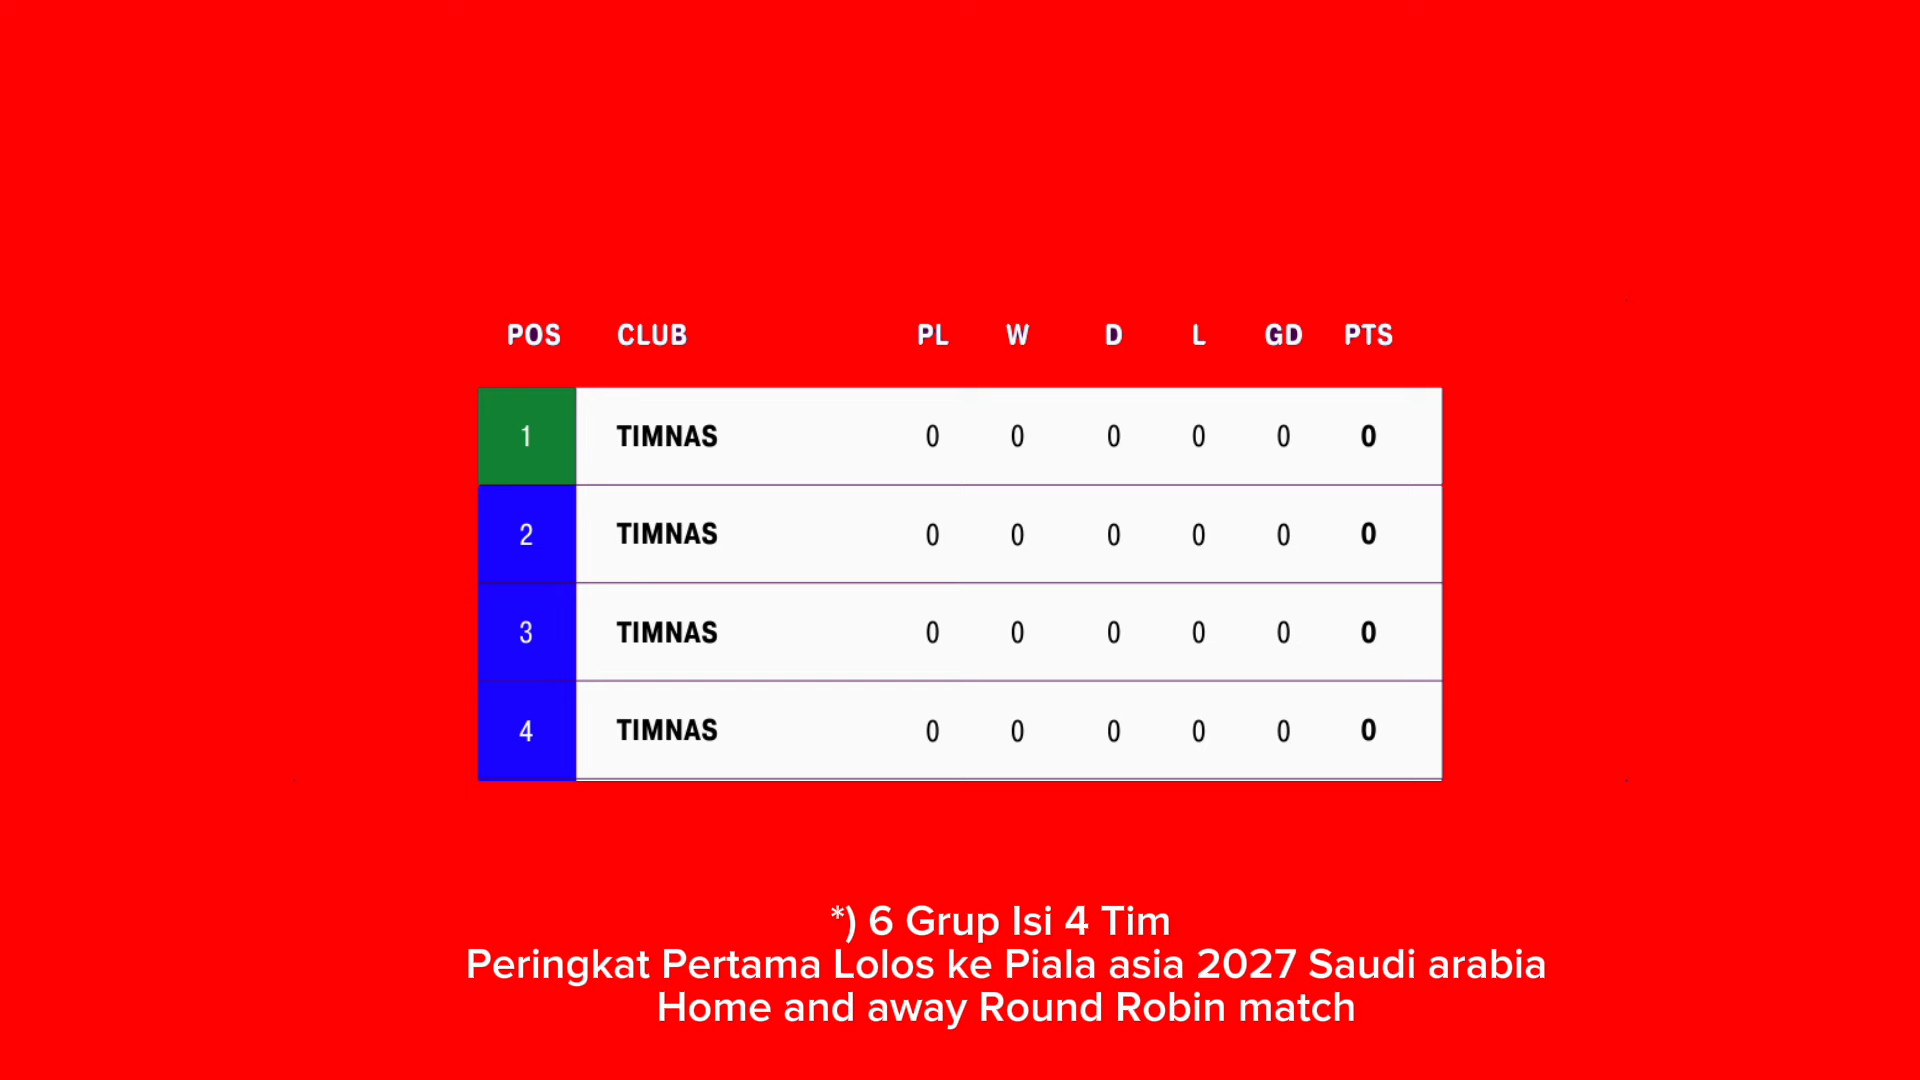 POS CLUB PL W D L GD PTS
1 TIMNAS 0 0 0 0 0 0
2 TIMNAS 0 0 0 0 0 0
3 TIMNAS 0 0 0 0 0 0
4 TIMNAS 0 0 0 0 0 0
*) 6 Grup Isi 4 Tim
Peringkat Pertama Lolos ke Piala asia 2027 Saudi arabia
Home and away Round Robin match